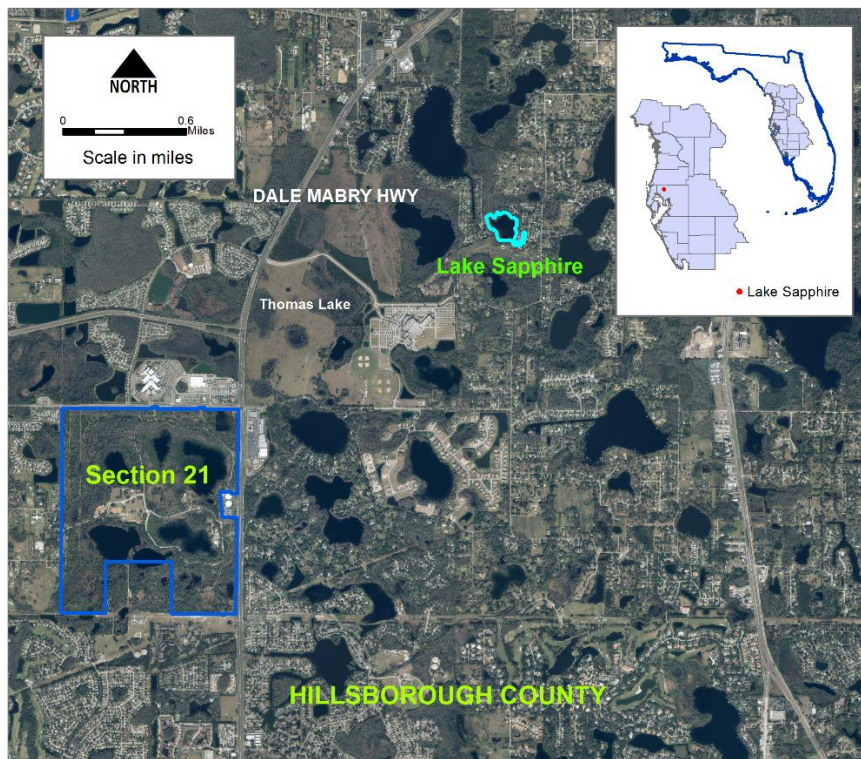 NORTH
0 0.6
Miles
Scale in miles
DALE MABRY HWY
Lake Sapphire
Thomas Lake
Section 21
HILLSBOROUGH COUNTY
Lake Sapphire